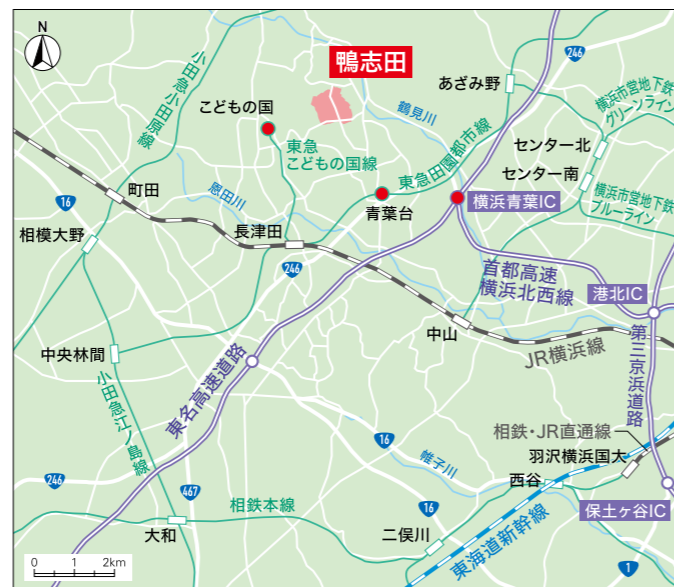 N
鴨志田
246
あざみ野
小田急小田原線
鶴見川
横浜市営地下鉄
グリーンライン
こどもの国
センター北
東急
こどもの国線
東急田園都市線
センター南
横浜市営地下鉄
ブルーライン
16
町田
恩田川
青葉台
横浜青葉IC
相模大野
長津田
246
首都高速
横浜北西線
港北IC
中山
JR横浜線
第三京浜道路
中央林間
東名高速道路
小田急江ノ島線
相鉄・JR直通線
16
羽沢横浜国大
帷子川
246
467
西谷
相鉄本線
16
1
保土ヶ谷IC
大和
二俣川
東海道新幹線
0 1 2km
1